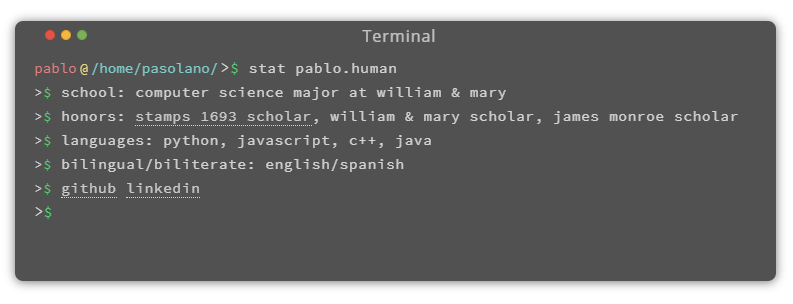 Terminal
pablo@/home/pasolano/>$ stat pablo.human
>$ school: computer science major at william & mary
>$ honors: stamps 1693 scholar, william & mary scholar, james monroe scholar
>$ languages: python, javascript, c++, java
>$ bilingual/biliterate: english/spanish
>$ github linkedin
>$